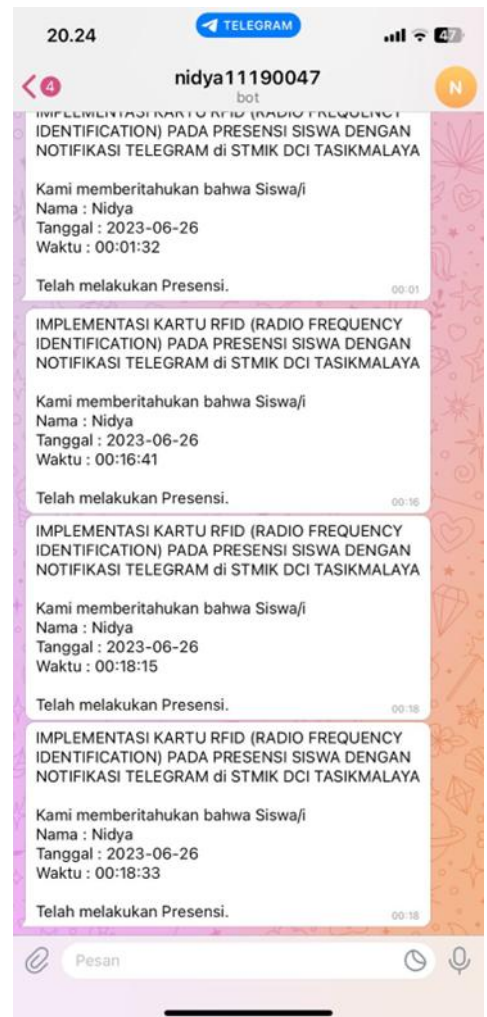 20.24
TELEGRAM
47
4
nidya11190047
bot
N
IMPLEMENTASI KARTU RFID (RADIO FREQUENCY
IDENTIFICATION) PADA PRESENSI SISWA DENGAN
NOTIFIKASI TELEGRAM di STMIK DCI TASIKMALAYA
Kami memberitahukan bahwa Siswa/i
Nama : Nidya
Tanggal : 2023-06-26
Waktu : 00:01:32
Telah melakukan Presensi.
00:01
IMPLEMENTASI KARTU RFID (RADIO FREQUENCY
IDENTIFICATION) PADA PRESENSI SISWA DENGAN
NOTIFIKASI TELEGRAM di STMIK DCI TASIKMALAYA
Kami memberitahukan bahwa Siswa/i
Nama : Nidya
Tanggal : 2023-06-26
Waktu : 00:16:41
Telah melakukan Presensi.
00:16
IMPLEMENTASI KARTU RFID (RADIO FREQUENCY
IDENTIFICATION) PADA PRESENSI SISWA DENGAN
NOTIFIKASI TELEGRAM di STMIK DCI TASIKMALAYA
Kami memberitahukan bahwa Siswa/i
Nama : Nidya
Tanggal : 2023-06-26
Waktu : 00:18:15
Telah melakukan Presensi.
00:18
IMPLEMENTASI KARTU RFID (RADIO FREQUENCY
IDENTIFICATION) PADA PRESENSI SISWA DENGAN
NOTIFIKASI TELEGRAM di STMIK DCI TASIKMALAYA
Kami memberitahukan bahwa Siswa/i
Nama : Nidya
Tanggal : 2023-06-26
Waktu : 00:18:33
Telah melakukan Presensi.
00:18
Pesan